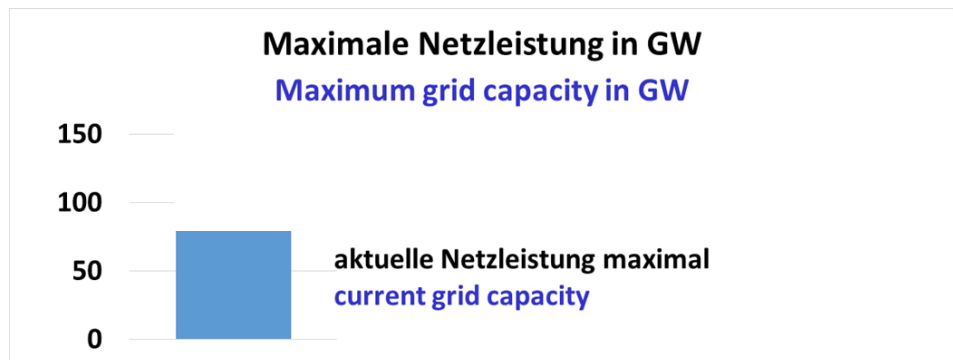 Maximale Netzleistung in GW
Maximum grid capacity in GW
150
100
50
0
aktuelle Netzleistung maximal
current grid capacity